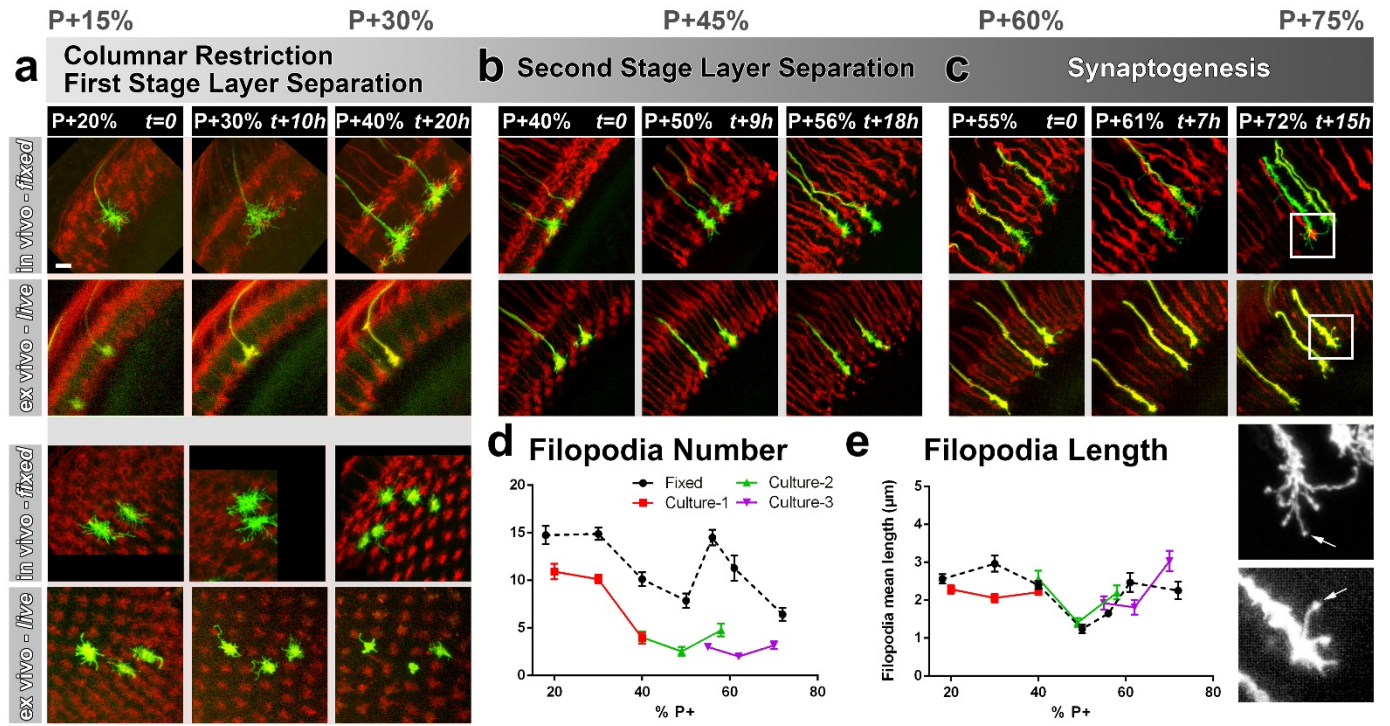 P+15% P+30% P+45% P+60% P+75%
a Columnar Restriction
First Stage Layer Separation
b Second Stage Layer Separation
c Synaptogenesis
P+20% t=0 P+30% t+10h P+40% t+20h P+40% t=0 P+50% t+9h P+56% t+18h P+55% t=0 P+61% t+7h P+72% t+15h
in vivo - fixed
ex vivo - live
in vivo - fixed
ex vivo - live
d Filopodia Number
Fixed
Culture-1
Culture-2
Culture-3
20
15
10
5
0
20 40 60 80
% P+
e Filopodia Length
Filopodia mean length (µm)
5
4
3
2
1
0
20 40 60 80
% P+